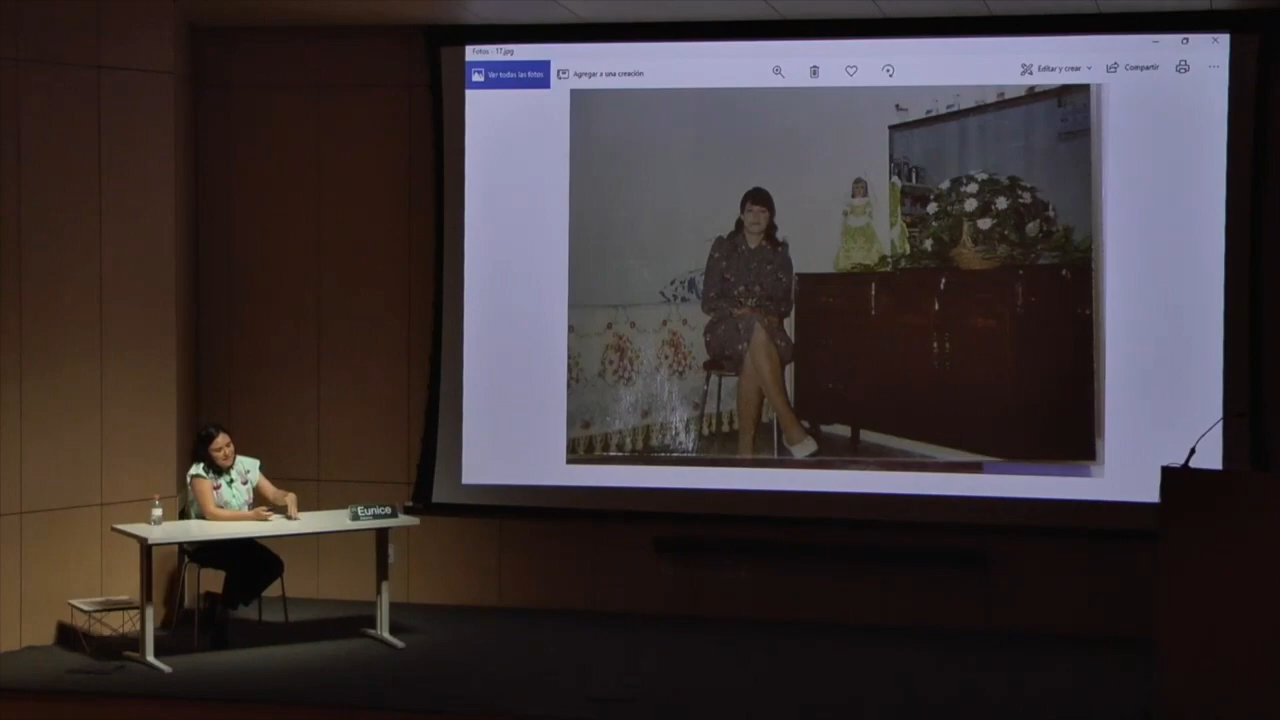 Fotos - 17.jpg
Ver todas las fotos
Agregar a una creación
Editar y crear
Compartir
Eunice